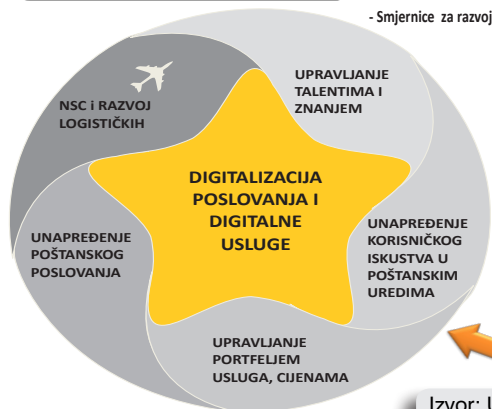 - Smjernice za razvoj
UPRAVLJANJE
TALENTIMA I
ZNANJEM
NSC i RAZVOJ
LOGISTIČKIH
DIGITALIZACIJA
POSLOVANJA I
DIGITALNE
USLUGE
UNAPREĐENJE
KORISNIČKOG
ISKUSTVA U
POŠTANSKIM
UREDIMA
UNAPREĐENJE
POŠTANSKOG
POSLOVANJA
UPRAVLJANJE
PORTFELJEM
USLUGA, CIJENAMA
Izvor: